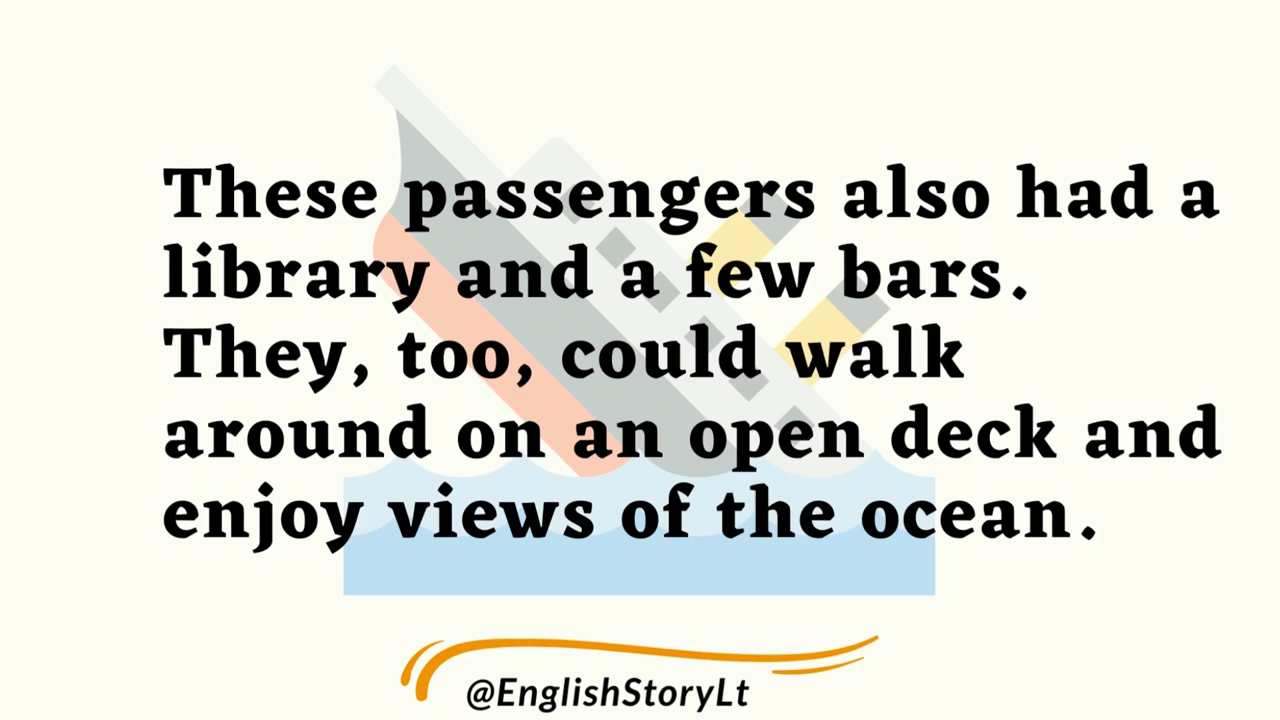 These passengers also had a
library and a few bars.
They, too, could walk
around on an open deck and
enjoy views of the ocean.
@EnglishStoryLt